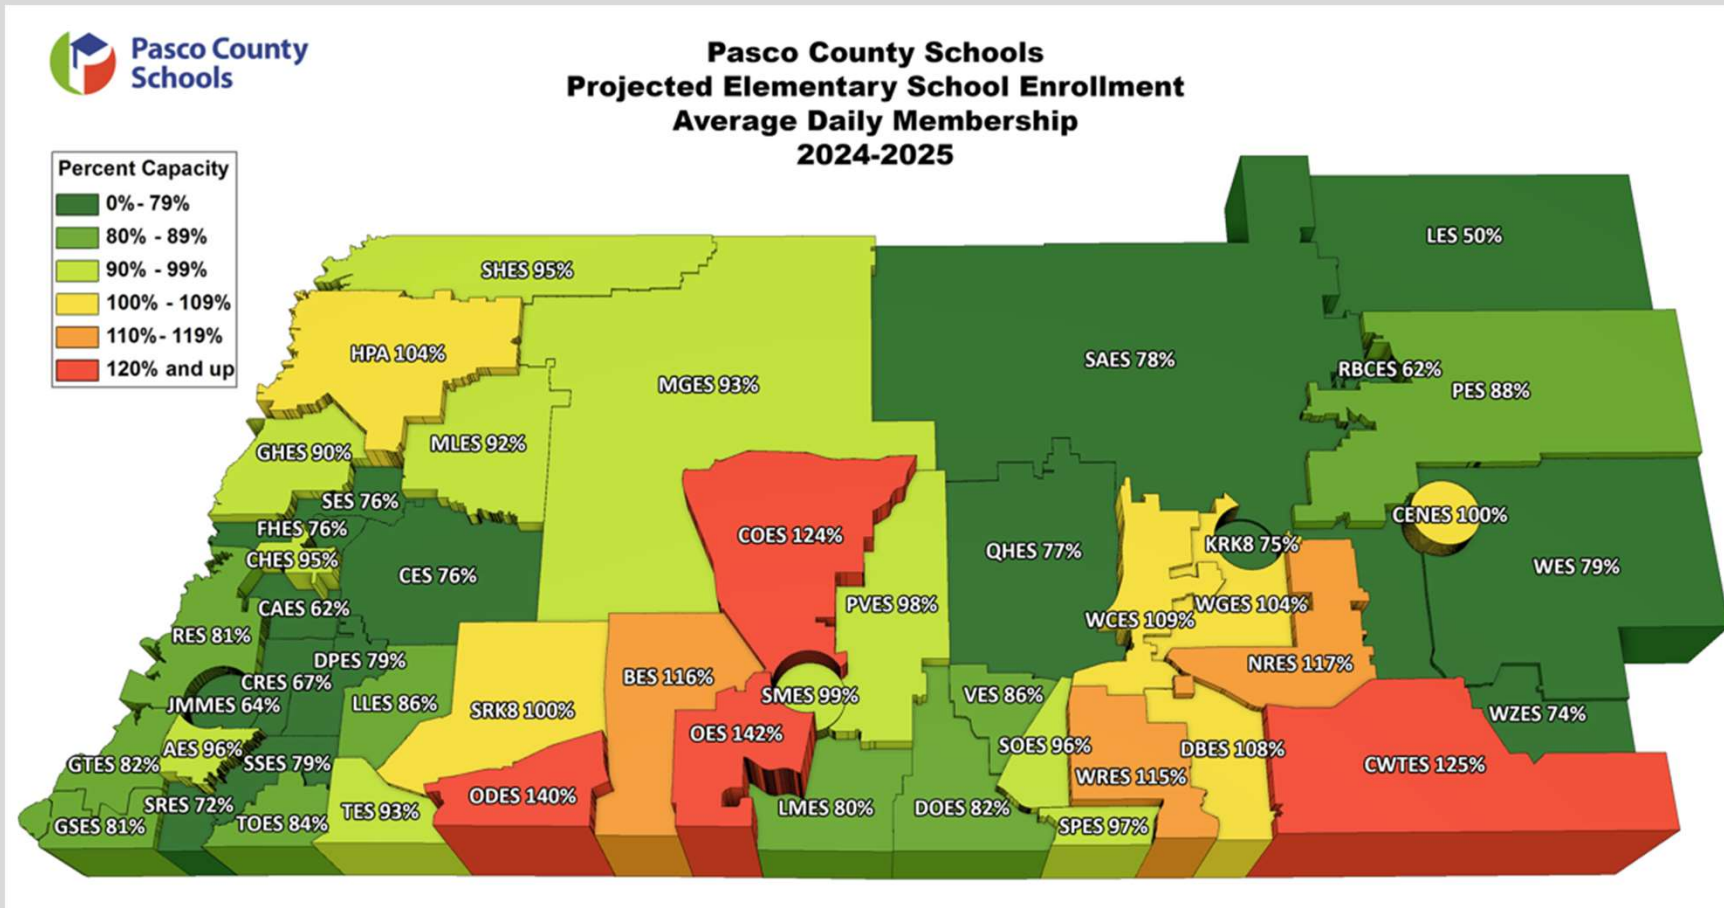 Pasco County
Schools
Pasco County Schools
Projected Elementary School Enrollment
Average Daily Membership
2024-2025
Percent Capacity
0%- 79%
80% - 89%
90% - 99%
100% - 109%
110%- 119%
120% and up
LES 50%
SHES 95%
HPA 104%
SAES 78%
RBCES 62%
MGES 93%
PES 88%
MLES 92%
GHES 90%
SES 76%
CENES 100%
FHES 76%
COES 124%
KRK8 75%
QHES 77%
CHES 95%
WES 79%
CES 76%
PVES 98%
WGES 104%
CAES 62%
WCES 109%
RES 81%
DPES 79%
NRES 117%
BES 116%
CRES 67%
SMES 99%
VES 86%
JMMES 64%
LLES 86%
SRK8 100%
WZES 74%
OES 142%
SOES 96%
AES 96%
DBES 108%
GTES 82%
SSES 79%
CWTES 125%
WRES 115%
ODES 140%
SRES 72%
LMES 80%
DOES 82%
TES 93%
TOES 84%
GSES 81%
SPES 97%